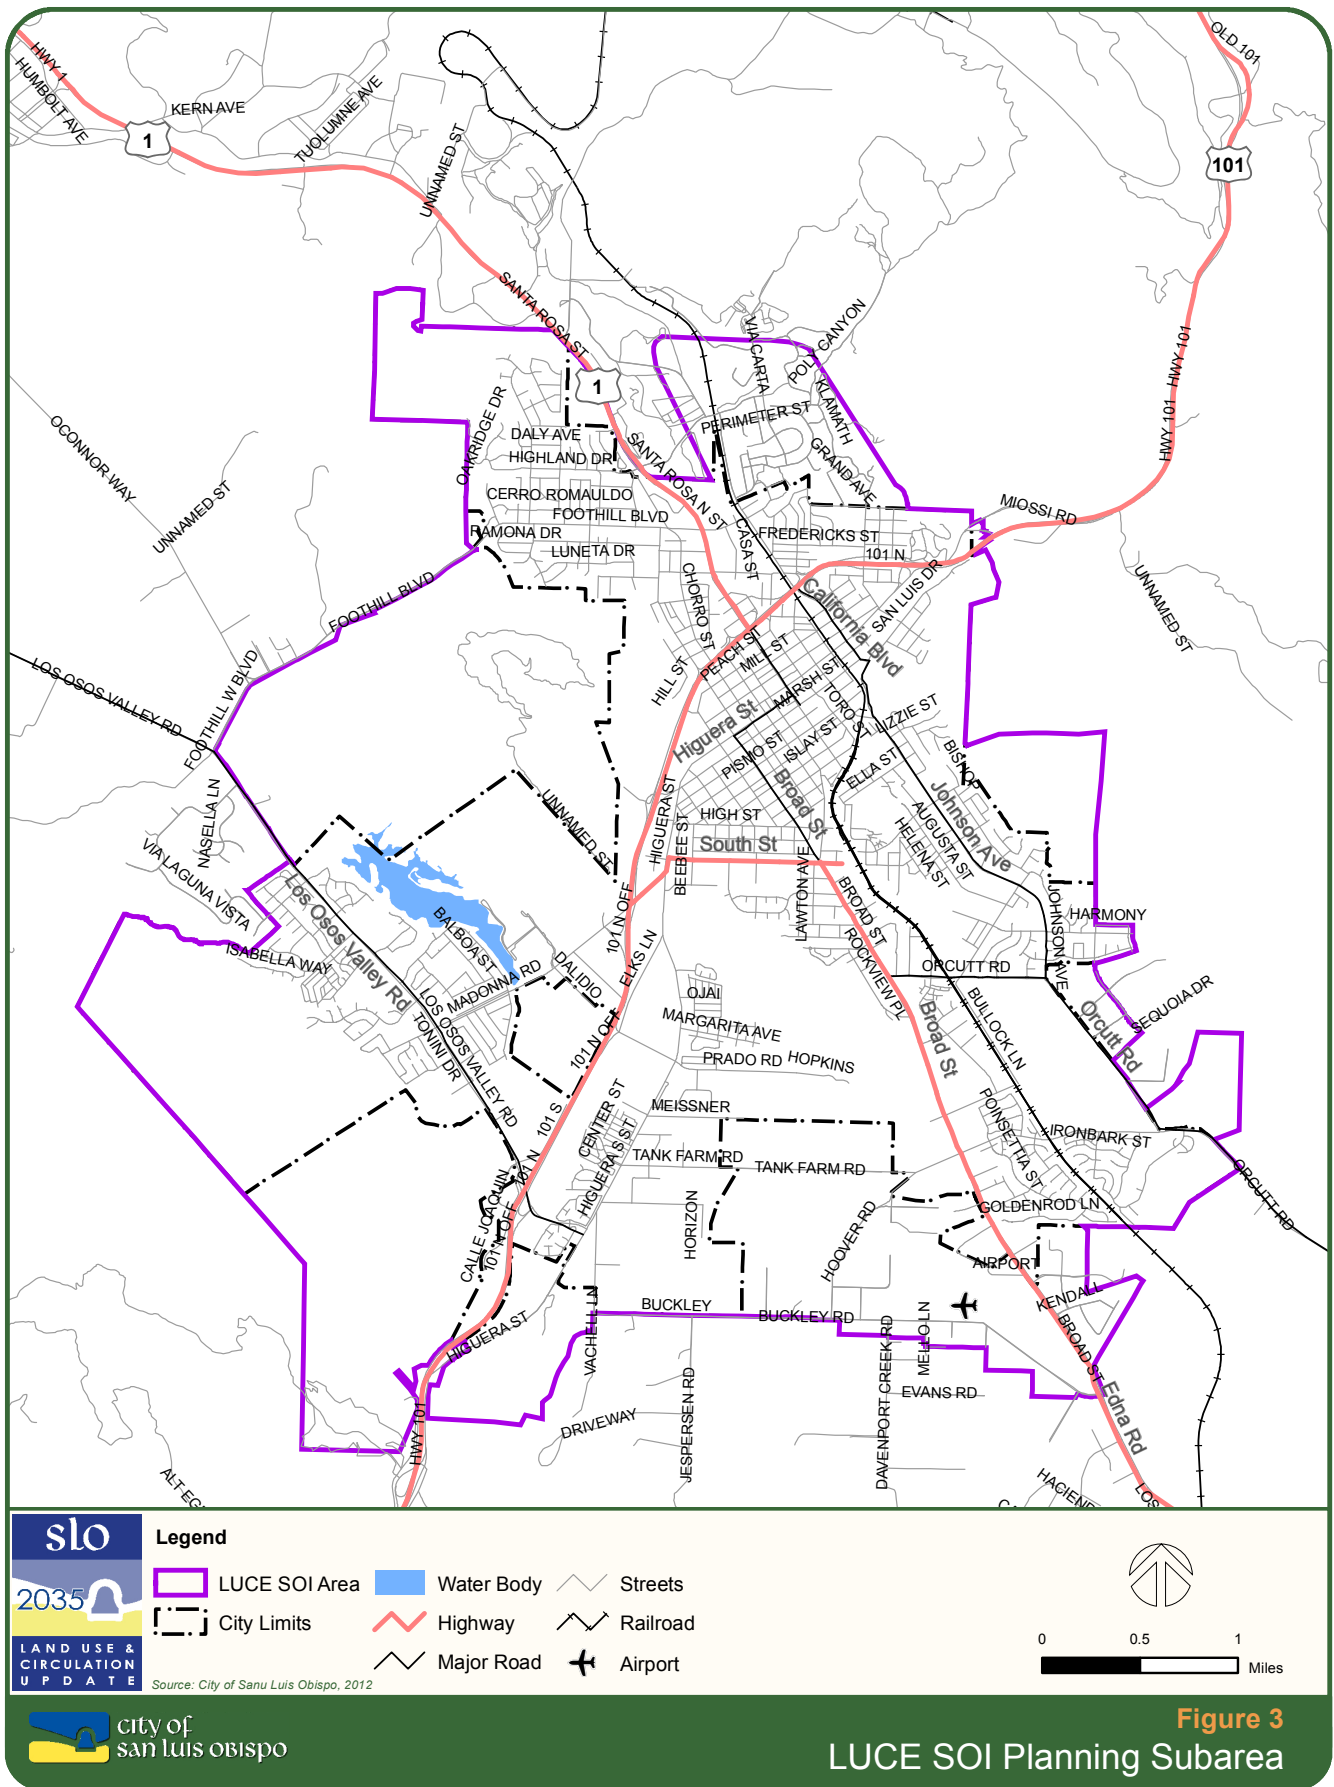 HWY 1
HUMBOLT AVE
KERN AVE
TUOLUMNE AVE
UNNAMED ST
OLD 101
1
101
SANTA ROSA ST
HWY 101
HWY 101
1
VIA CARTA
POLY CANYON
KLAMATH
PERIMETER ST
GRAND AVE
OAKRIDGE DR
DALY AVE
HIGHLAND DR
SANTA ROSA N ST
CERRO ROMAULDO
FOOTHILL BLVD
RAMONA DR
LUNETA DR
CASA ST
FREDERICKS ST
101 N
MIOSSI RD
OCONNOR WAY
UNNAMED ST
UNNAMED ST
FOOTHILL BLVD
CHORRO ST
California Blvd
SAN LUIS DR
PEACH ST
MILL ST
HILL ST
MARSH ST
TORO ST
LIZZIE ST
LOS OSOS VALLEY RD
FOOTHILL W BLVD
Higuera St
PISMO ST
ISLAY ST
ELLA ST
BISHOP
Broad St
Johnson Ave
NASELLA LN
UNNAMED ST
HIGUERA ST
HIGH ST
South St
BEEBEE ST
AUGUSTA ST
HELENA ST
LAWTON AVE
VIA LAGUNA VISTA
Los Osos Valley Rd
BALBOA ST
ISABELLA WAY
MADONNA RD
DALIDIO
101 N OFF
ELKS LN
BROAD ST
ROCKVIEW PL
JOHNSON AVE
HARMONY
ORCUTT RD
OJAI
MARGARITA AVE
PRADO RD
HOPKINS
BULLOCK LN
Broad St
Orcutt Rd
SEQUOIA DR
TONINI DR
LOS OSOS VALLEY RD
101 N OFF
101 S
CENTER ST
MEISSNER
TANK FARM RD
TANK FARM RD
POINSETTIA ST
IRONBARK ST
ORCUTT RD
101 N
HIGUERA S ST
CALLE JOAQUIN
101 N OFF
HORIZON
HOOVER RD
GOLDENROD LN
AIRPORT
KENDALL
BUCKLEY
BUCKLEY RD
VACHELL LN
HIGUERA ST
MELLO LN
BROAD ST
DAVENPORT CREEK RD
EVANS RD
Edna Rd
HWY 101
DRIVEWAY
JESPERSEN RD
ALT-EG
HACIEND
LOS
slo
2035
LAND USE &
CIRCULATION
UPDATE
Legend
LUCE SOI Area
Water Body
Streets
City Limits
Highway
Railroad
Major Road
Airport
Source: City of Sanu Luis Obispo, 2012
0 0.5 1
Miles
city of
san luis obispo
Figure 3
LUCE SOI Planning Subarea